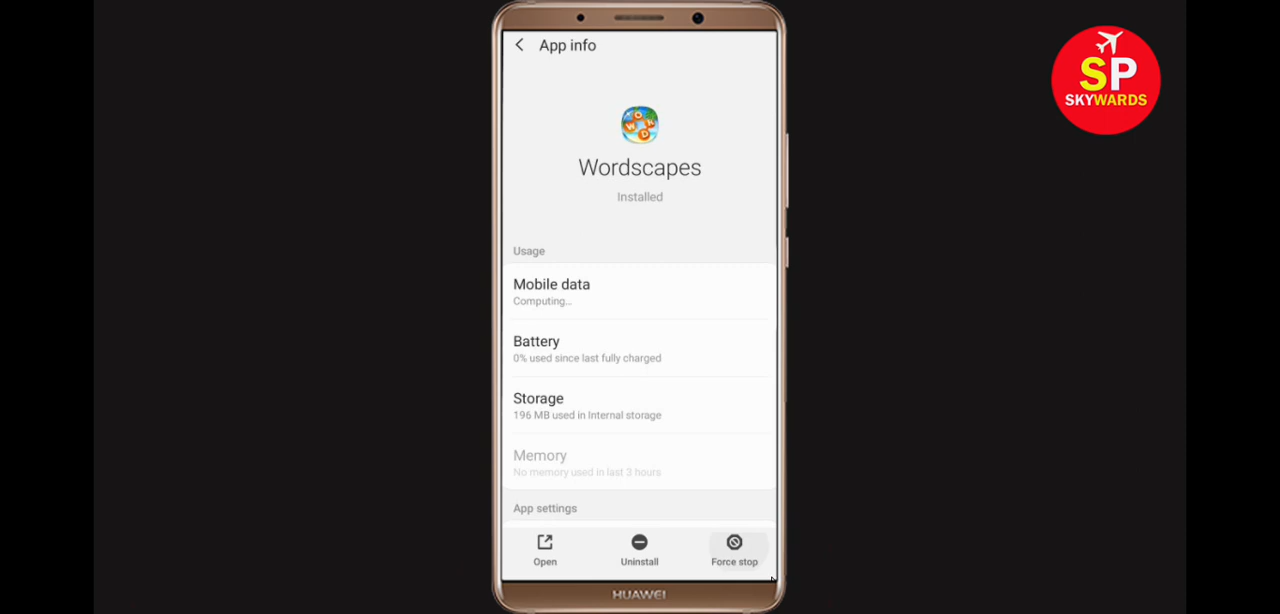 App info
Wordscapes
Installed
Usage
Mobile data
Computing...
Battery
0% used since last fully charged
Storage
196 MB used in Internal storage
Memory
No memory used in last 3 hours
App settings
Open
Uninstall
Force stop
HUAWEI
SP
SKYWARDS